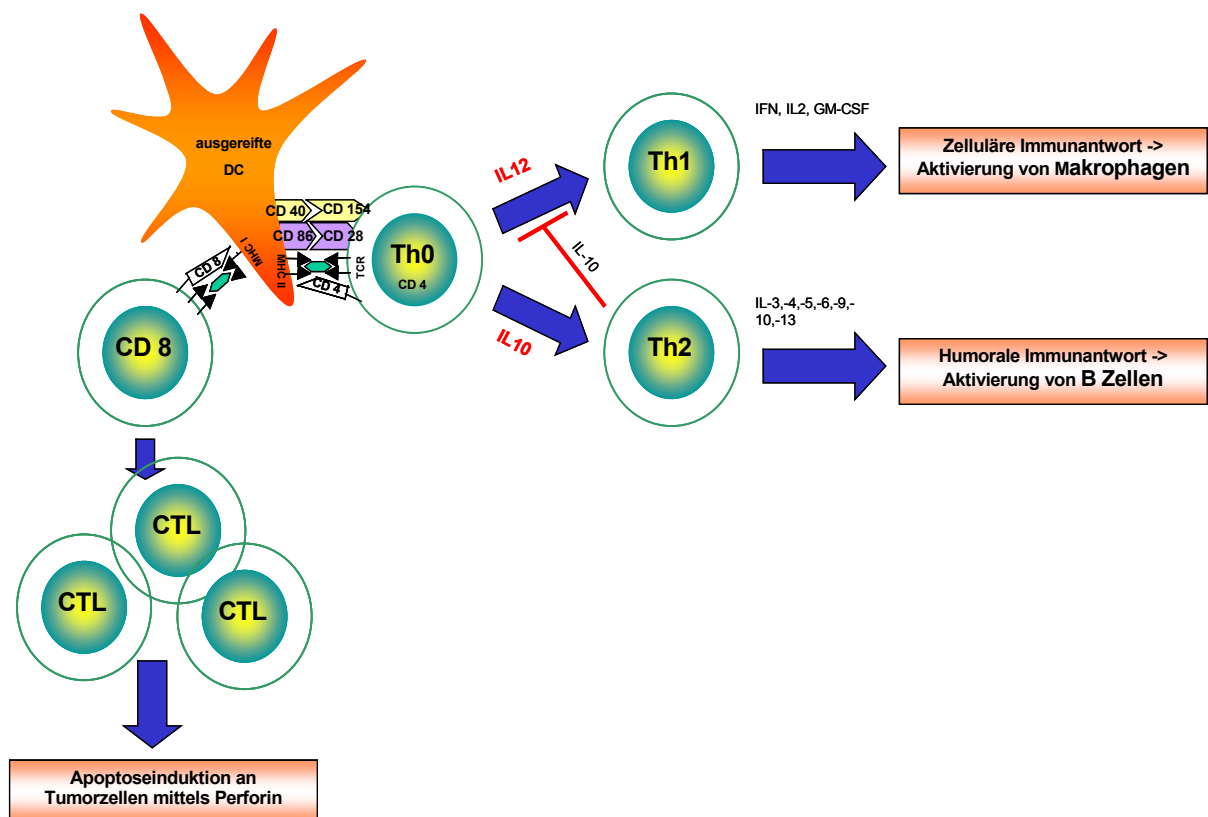 ausgereifte
DC
CD 40
CD 154
CD 86
CD 28
MHC I
CD 8
MHC II
TCR
CD 4
Th0
CD 4
CD 8
IL12
IL10
IL-10
Th1
Th2
IFN, IL2, GM-CSF
Zelluläre Immunantwort ->
Aktivierung von Makrophagen
IL-3,-4,-5,-6,-9,-
10,-13
Humorale Immunantwort ->
Aktivierung von B Zellen
CTL
CTL
CTL
Apoptoseinduktion an
Tumorzellen mittels Perforin